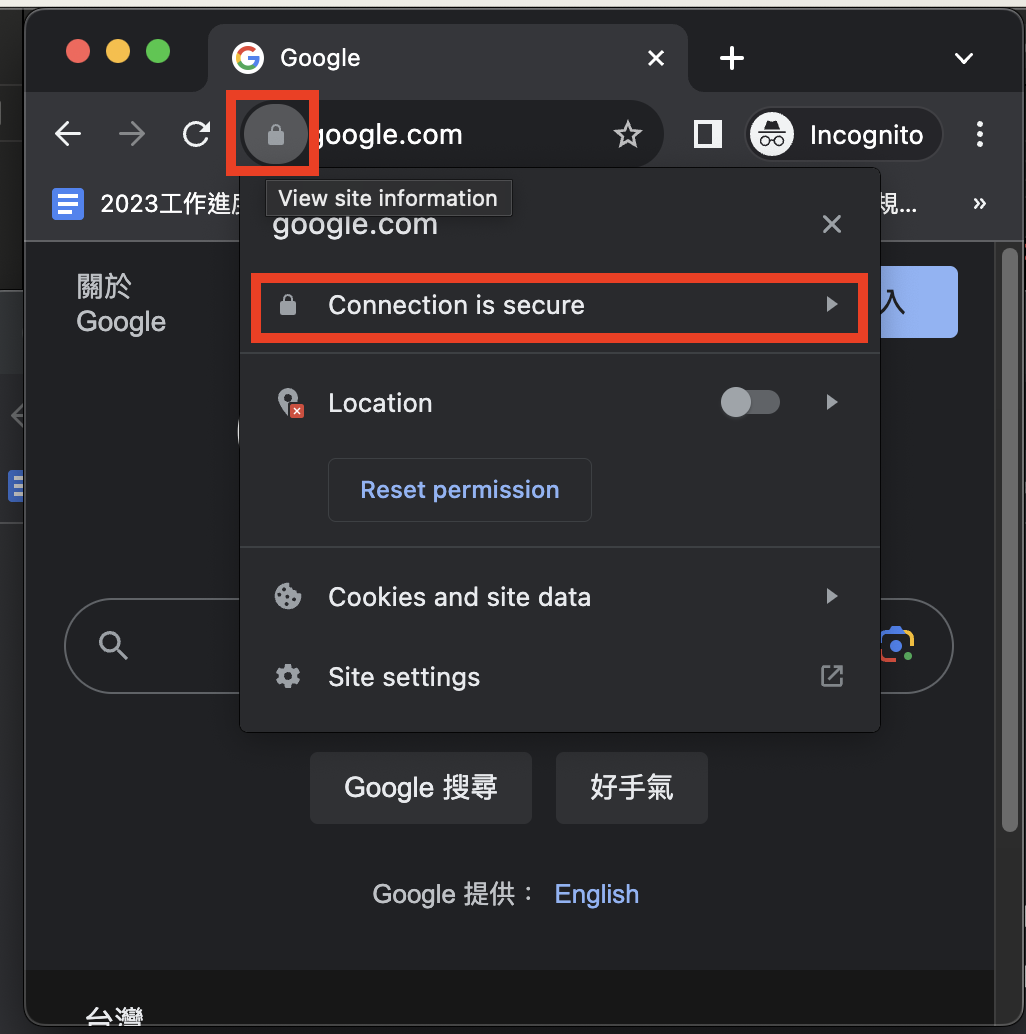 Google
google.com
Incognito
2023工作進
規...
»
View site information
google.com
關於
Google
Connection is secure
入
Location
Reset permission
Cookies and site data
Site settings
Google 搜尋
好手氣
Google 提供： English
台灣